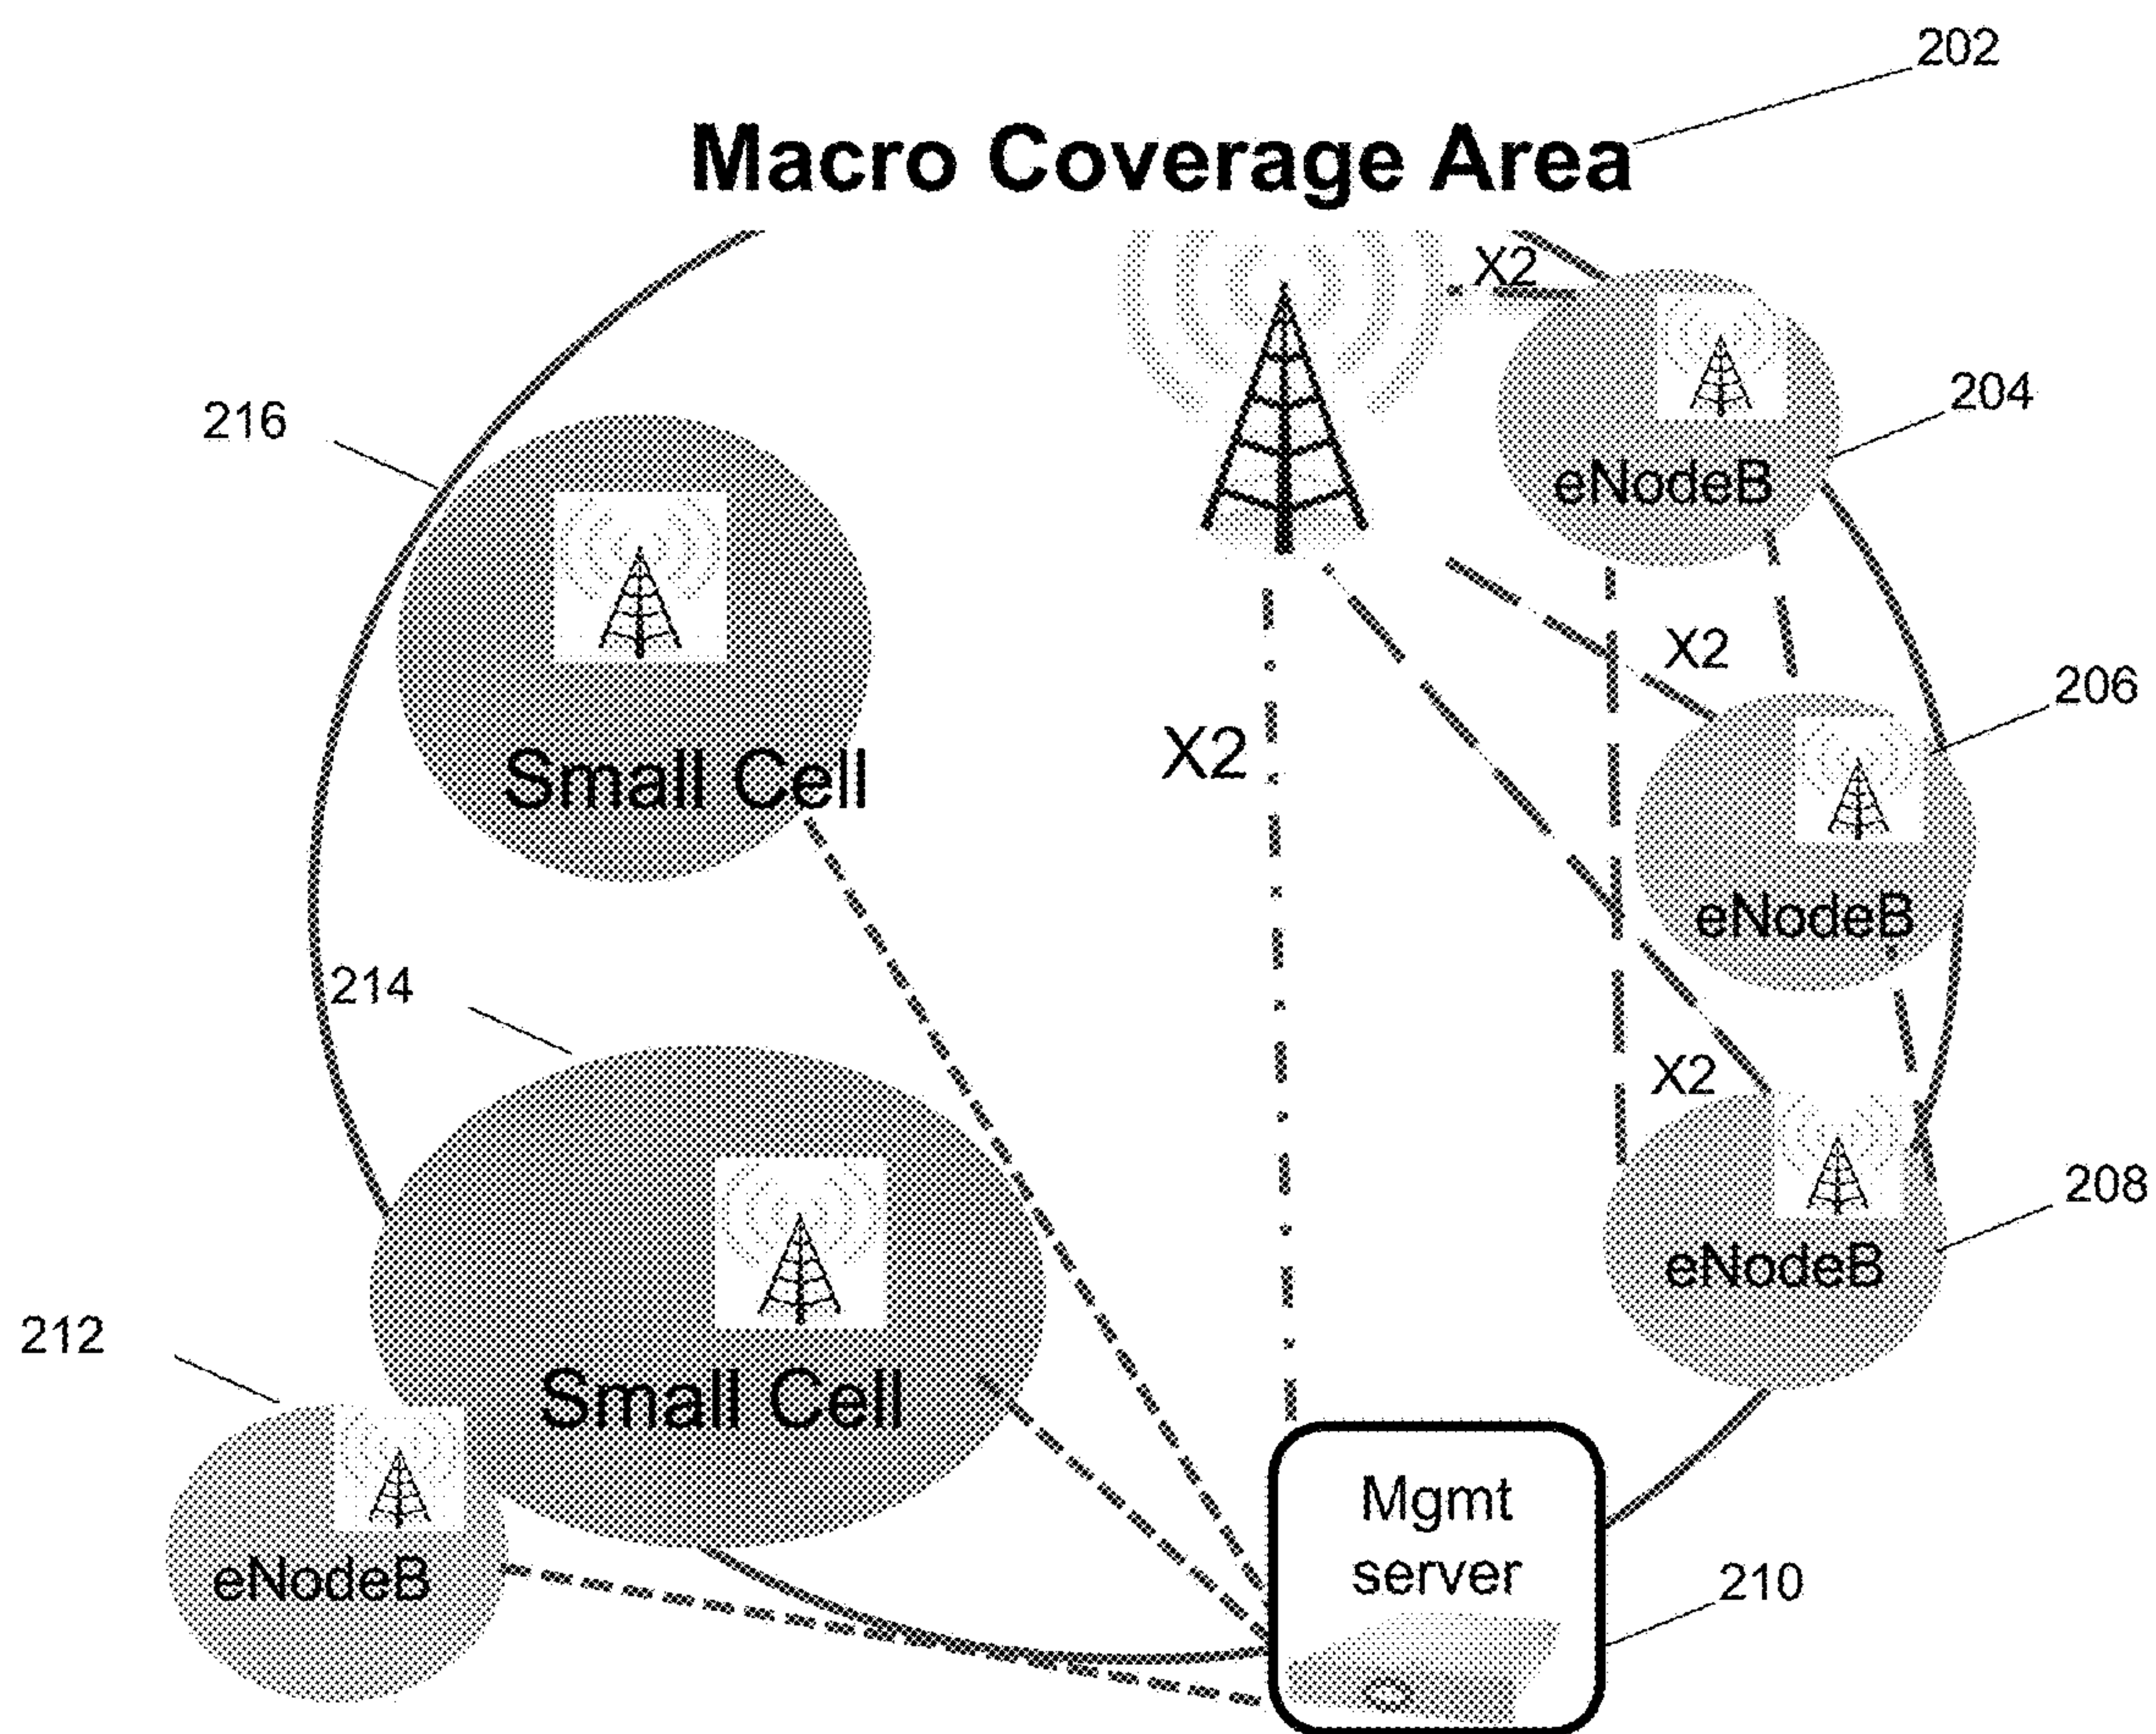 202
Macro Coverage Area
X2
204
eNodeB
216
X2
206
Small Cell
X2
eNodeB
214
X2
208
eNodeB
212
Small Cell
Mgmt
server
eNodeB
210